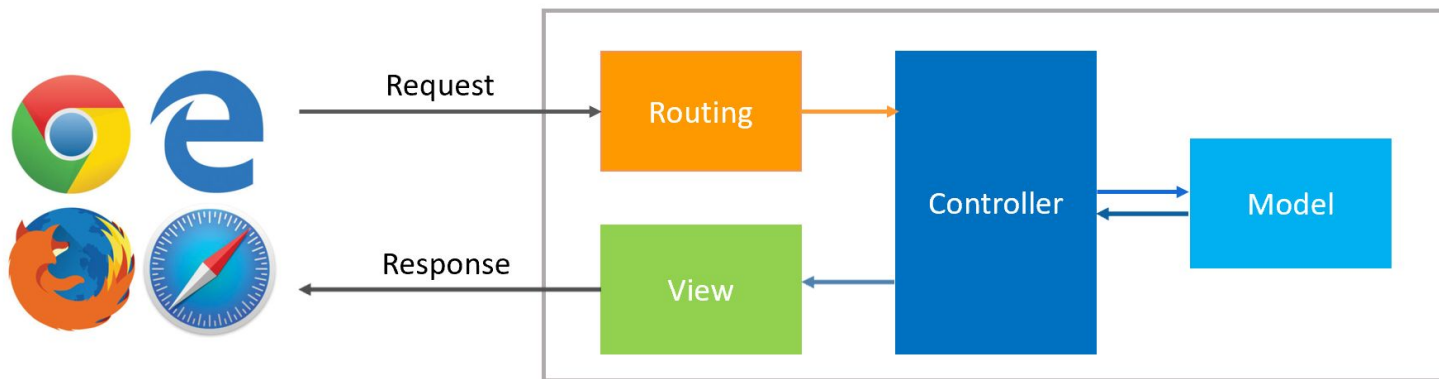 Request
Routing
Controller
Model
Response
View